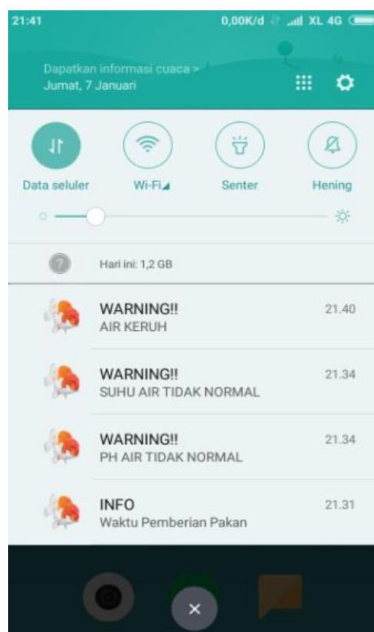 21:41
0,00K/d
XL 4G
Dapatkan informasi cuaca >
Jumat, 7 Januari
Data seluler
Wi-Fi
Senter
Hening
?
Hari ini: 1,2 GB
WARNING!!
21.40
AIR KERUH
WARNING!!
21.34
SUHU AIR TIDAK NORMAL
WARNING!!
21.34
PH AIR TIDAK NORMAL
INFO
21.31
Waktu Pemberian Pakan